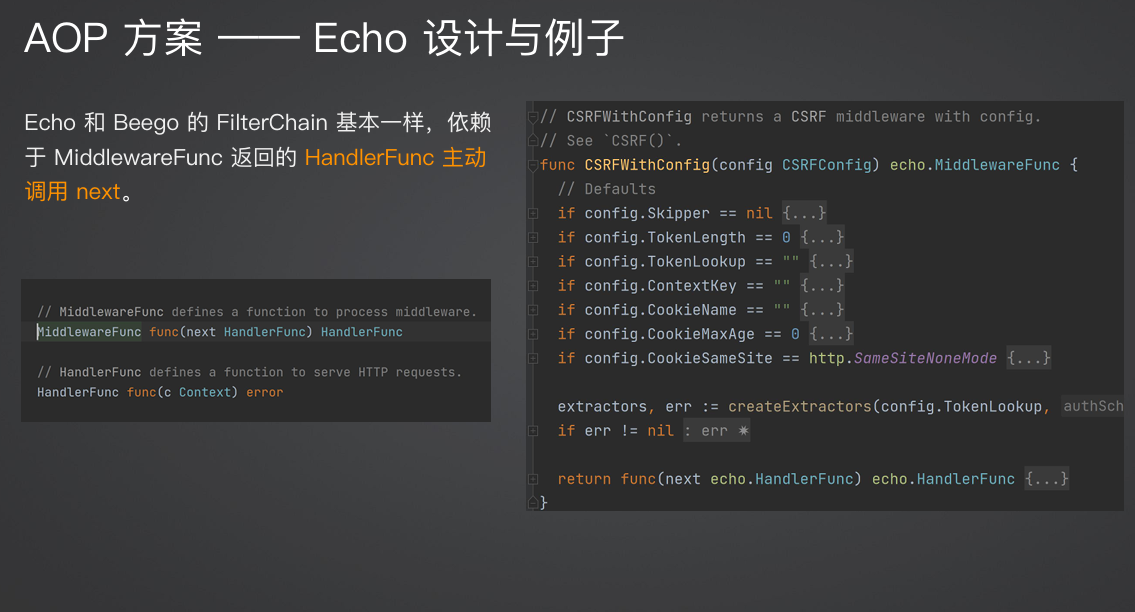 AOP 方案 —— Echo 设计与例子
Echo 和 Beego 的 FilterChain 基本一样，依赖
于 MiddlewareFunc 返回的 HandlerFunc 主动
调用 next。
// MiddlewareFunc defines a function to process middleware.
MiddlewareFunc func(next HandlerFunc) HandlerFunc
// HandlerFunc defines a function to serve HTTP requests.
HandlerFunc func(c Context) error
// CSRFWithConfig returns a CSRF middleware with config.
// See `CSRF()`.
func CSRFWithConfig(config CSRFConfig) echo.MiddlewareFunc {
// Defaults
if config.Skipper == nil {...}
if config.TokenLength == 0 {...}
if config.TokenLookup == "" {...}
if config.ContextKey == "" {...}
if config.CookieName == "" {...}
if config.CookieMaxAge == 0 {...}
if config.CookieSameSite == http.SameSiteNoneMode {...}
extractors, err := createExtractors(config.TokenLookup, authSch
if err != nil : err ✷
return func(next echo.HandlerFunc) echo.HandlerFunc {...}
}